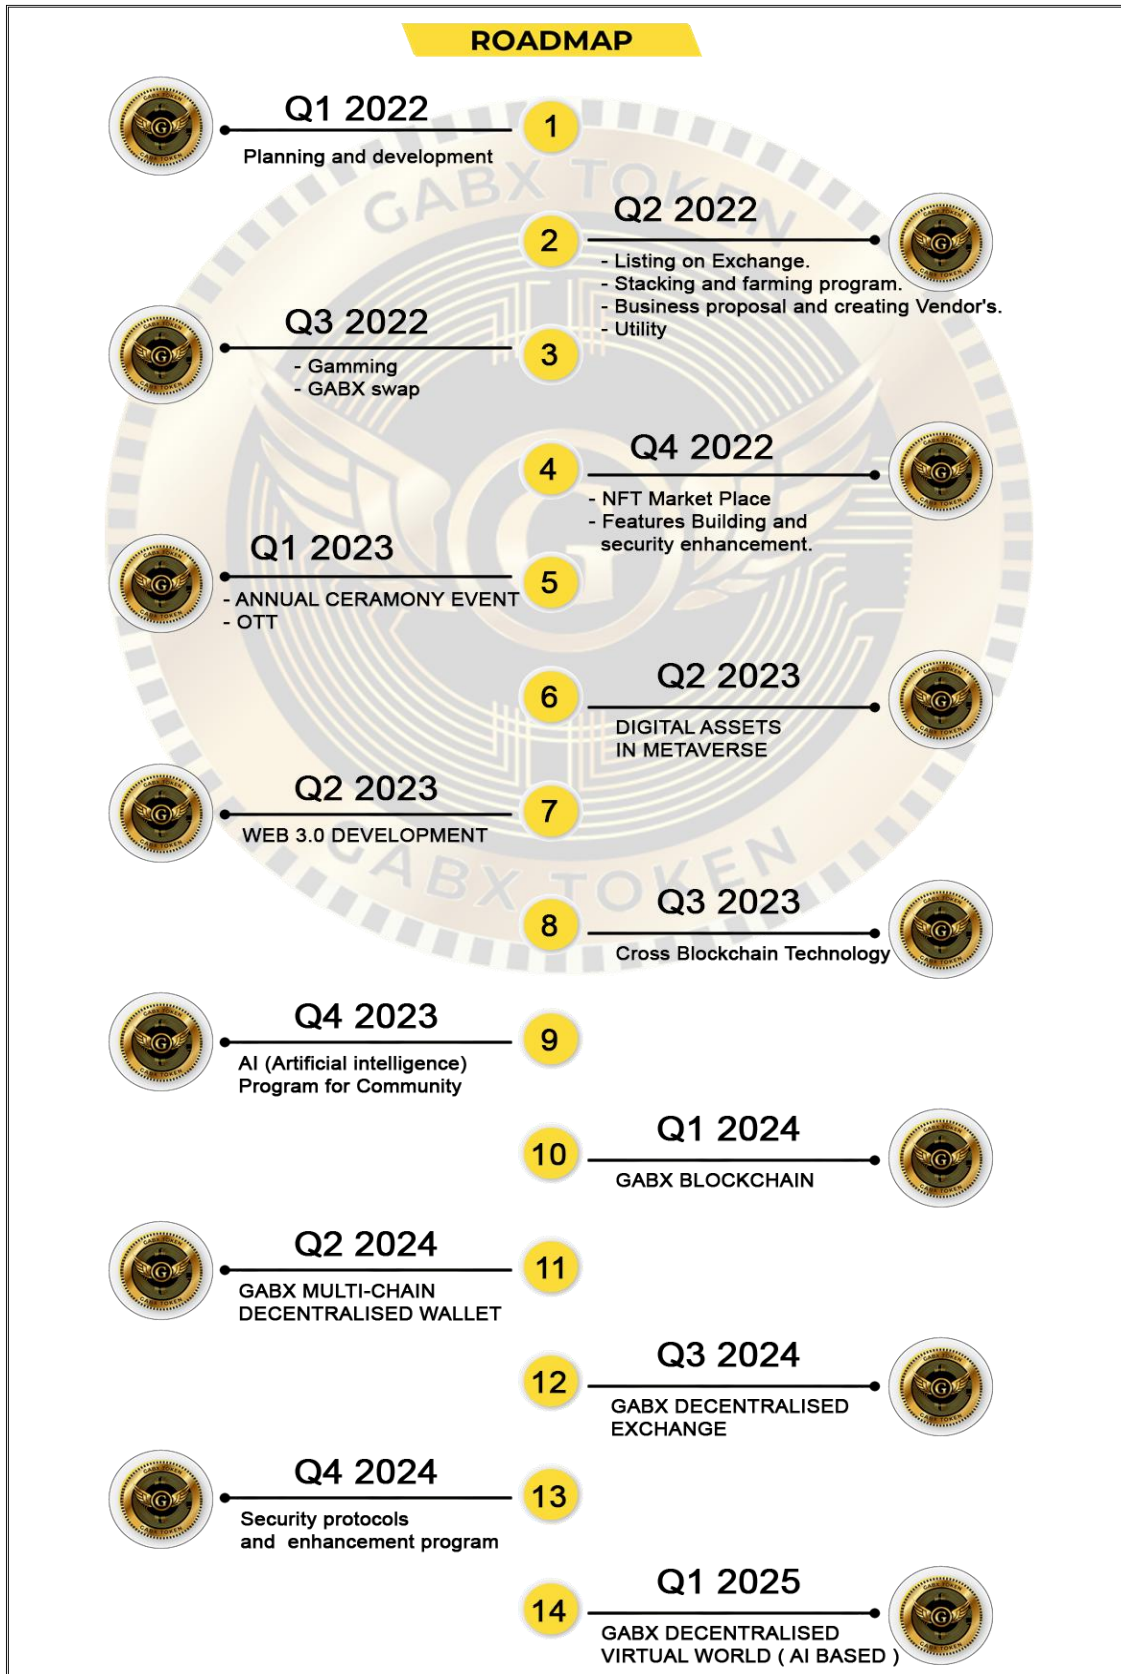 ROADMAP
Q1 2022
1
Planning and development
GABX TOKEN
Q2 2022
2
- Listing on Exchange.
- Stacking and farming program.
- Business proposal and creating Vendor's.
- Utility
Q3 2022
3
- Gamming
- GABX swap
Q4 2022
4
- NFT Market Place
- Features Building and
security enhancement.
G
Q1 2023
5
- ANNUAL CERAMONY EVENT
- OTT
Q2 2023
6
DIGITAL ASSETS
IN METAVERSE
Q2 2023
7
WEB 3.0 DEVELOPMENT
GABX TOKEN
Q3 2023
8
Cross Blockchain Technology
Q4 2023
9
AI (Artificial intelligence)
Program for Community
Q1 2024
10
GABX BLOCKCHAIN
Q2 2024
11
GABX MULTI-CHAIN
DECENTRALISED WALLET
Q3 2024
12
GABX DECENTRALISED
EXCHANGE
Q4 2024
13
Security protocols
and  enhancement program
Q1 2025
14
GABX DECENTRALISED
VIRTUAL WORLD ( AI BASED )